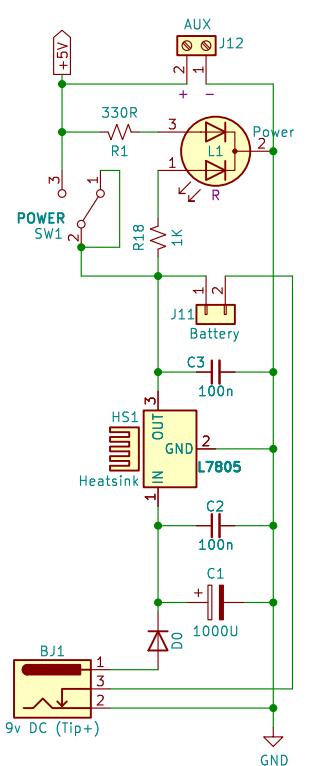 AUX
+5V
J12
2
1
+
-
330R
R1
3
L1
2
Power
1
R
3
1
POWER
SW1
2
R18
1K
1
2
J11
Battery
C3
100n
3
HS1
OUT
GND
2
Heatsink
L7805
IN
1
C2
100n
C1
+
1000U
D0
BJ1
1
3
2
9v DC (Tip+)
GND